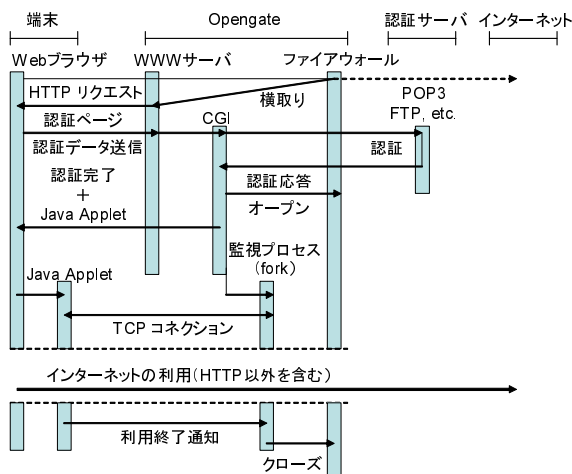 端末
Opengate
認証サーバ
インターネット
Webブラウザ
WWWサーバ
ファイアウォール
HTTP リクエスト
横取り
POP3
FTP, etc.
認証ページ
CGI
認証データ送信
認証
認証完了
+
Java Applet
認証応答
オープン
監視プロセス
(fork)
Java Applet
TCP コネクション
インターネットの利用(HTTP以外を含む)
利用終了通知
クローズ